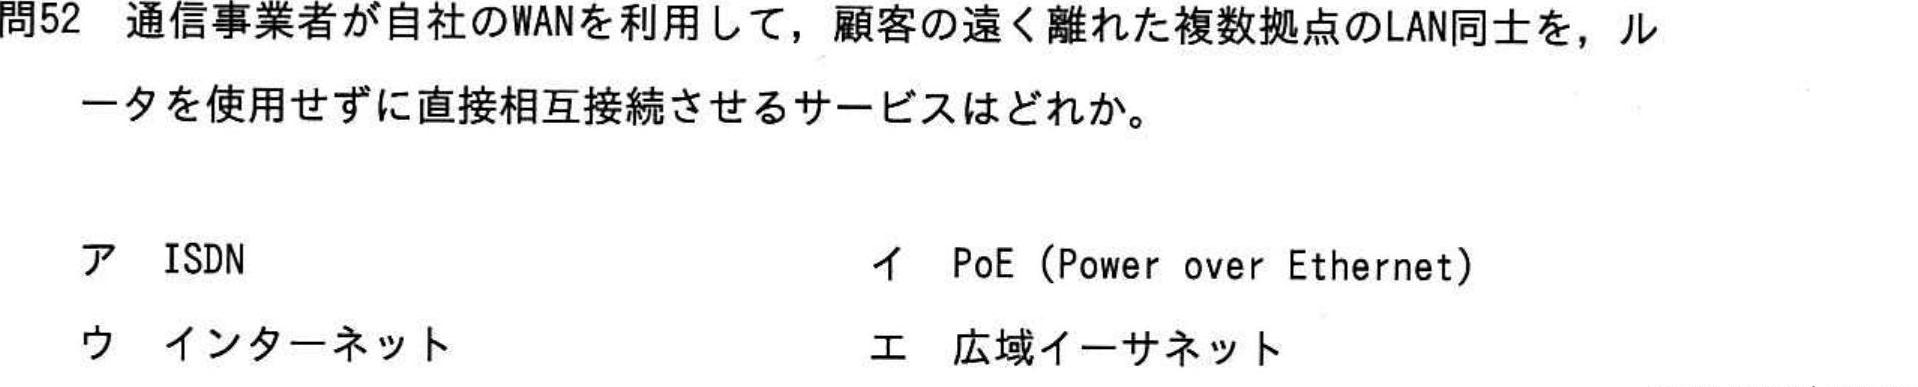 問52 通信事業者が自社のWANを利用して，顧客の遠く離れた複数拠点のLAN同士を，ル
ータを使用せずに直接相互接続させるサービスはどれか。
ア ISDN
イ PoE (Power over Ethernet)
ウ インターネット
エ 広域イーサネット